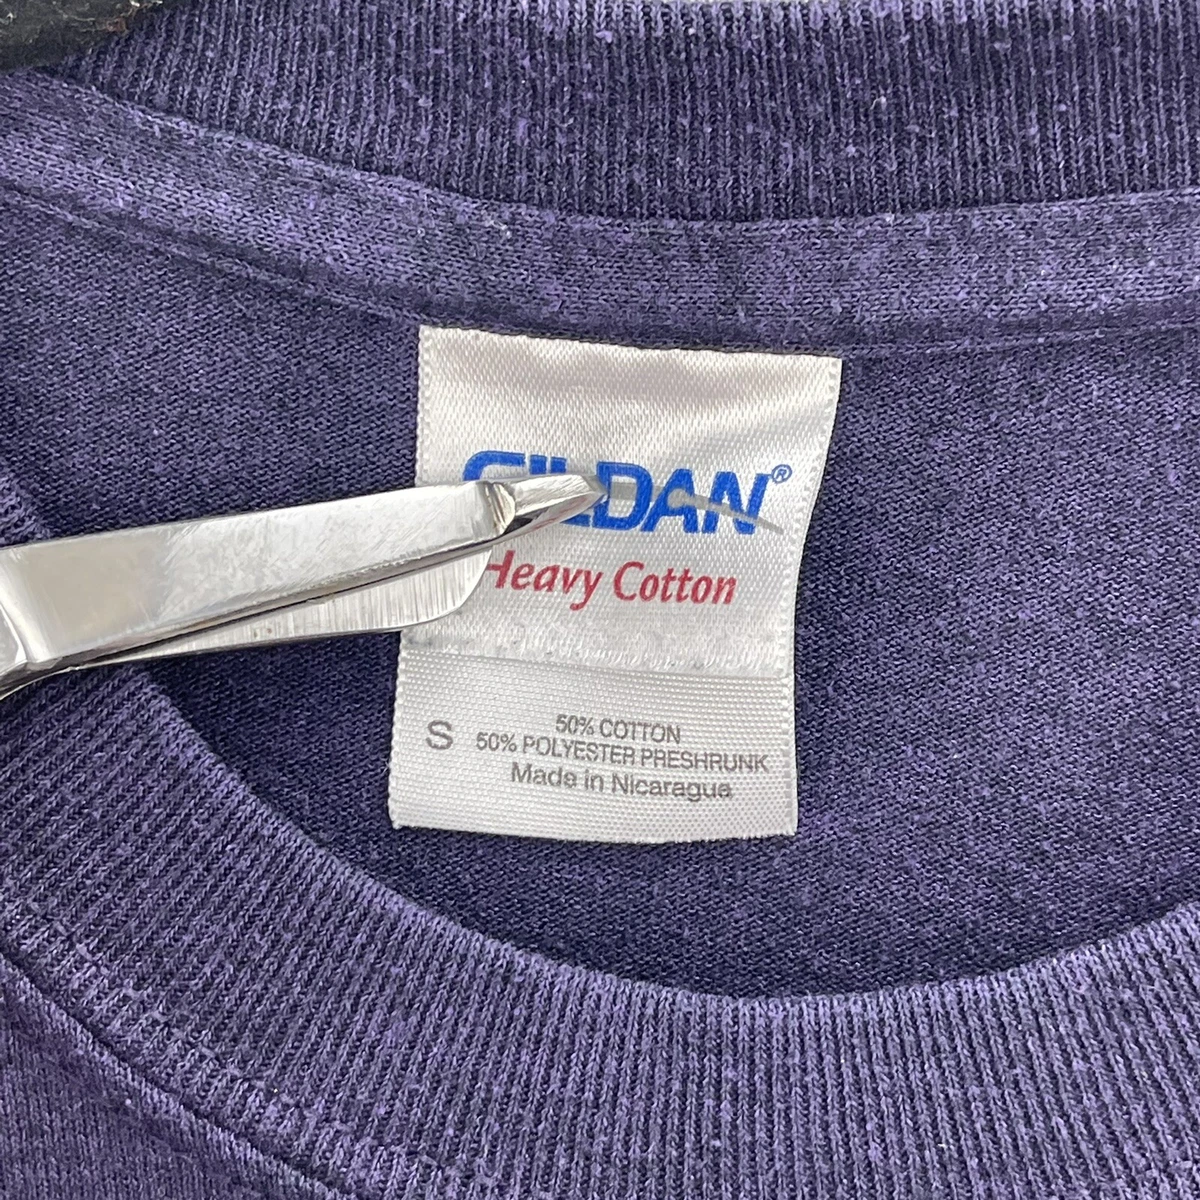 GILDAN®
Heavy Cotton
S
50% COTTON
50% POLYESTER PRESHRUNK
Made in Nicaragua